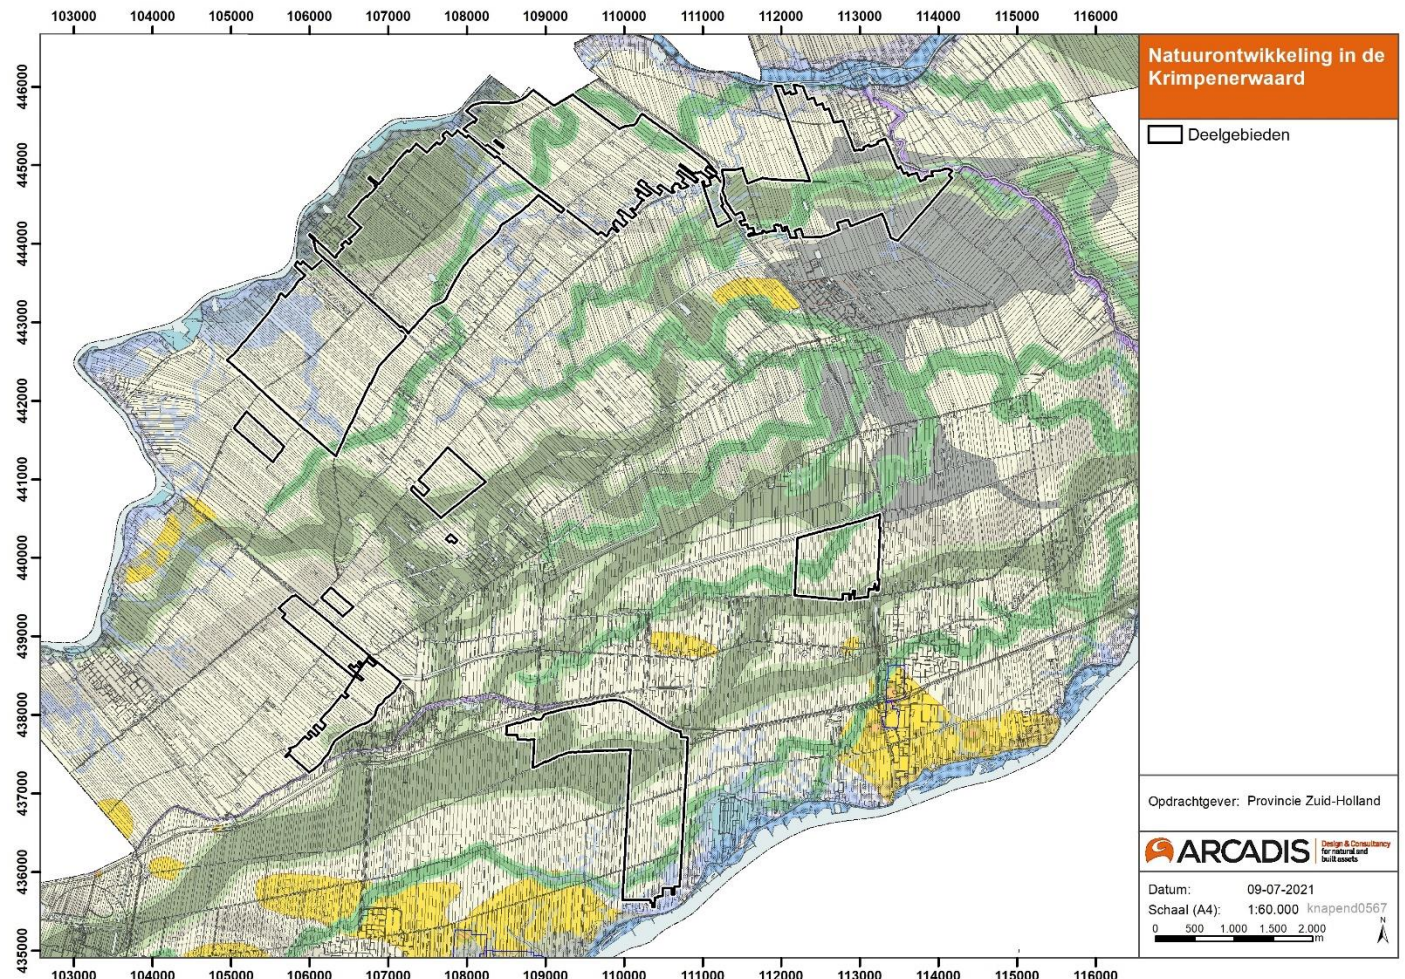 103000 104000 105000 106000 107000 108000 109000 110000 111000 112000 113000 114000 115000 116000
446000
445000
444000
443000
442000
441000
440000
439000
438000
437000
436000
435000
103000 104000 105000 106000 107000 108000 109000 110000 111000 112000 113000 114000 115000 116000
Natuurontwikkeling in de
Krimpenerwaard
Deelgebieden
Opdrachtgever: Provincie Zuid-Holland
ARCADIS
Design & Consultancy
for natural and
built assets
Datum: 09-07-2021
Schaal (A4): 1:60.000 knapend0567
0 500 1.000 1.500 2.000
m
N